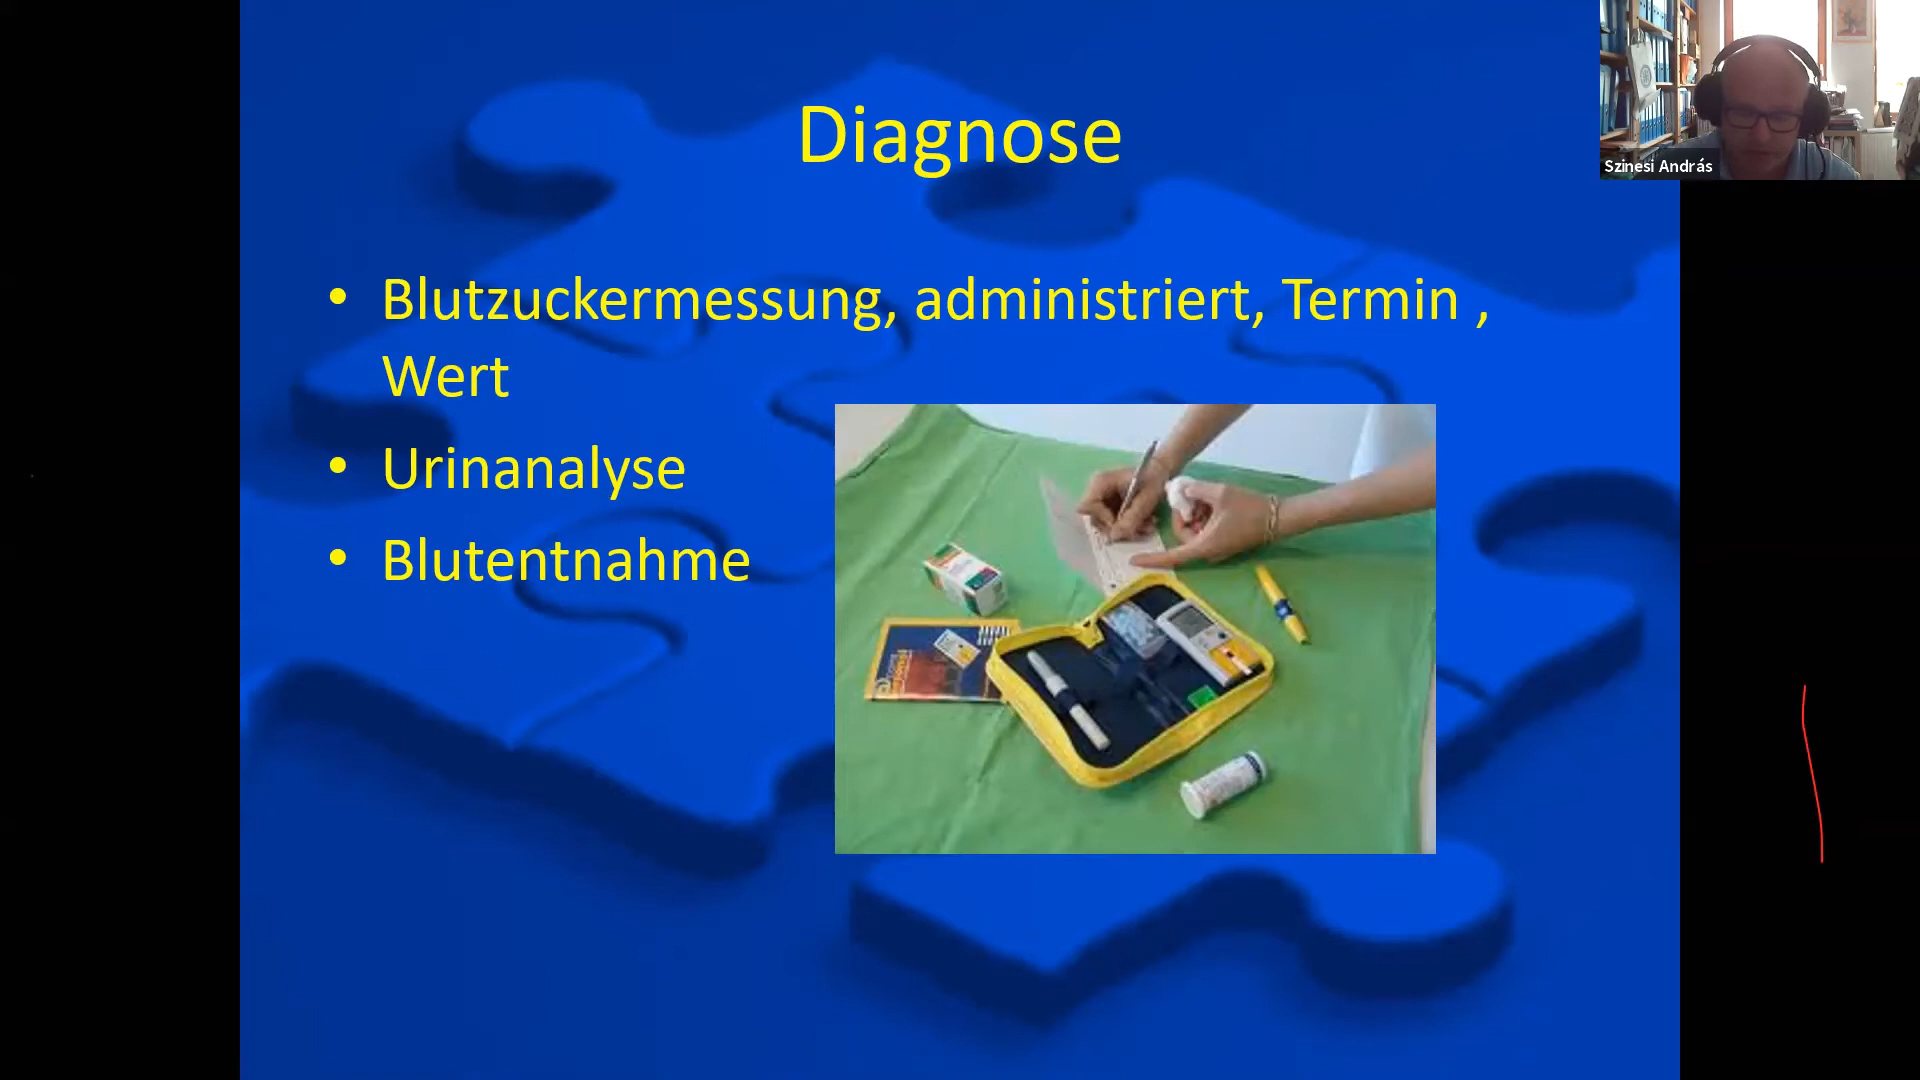 Diagnose
Szinesi András
• Blutzuckermessung, administriert, Termin ,
Wert
• Urinanalyse
• Blutentnahme